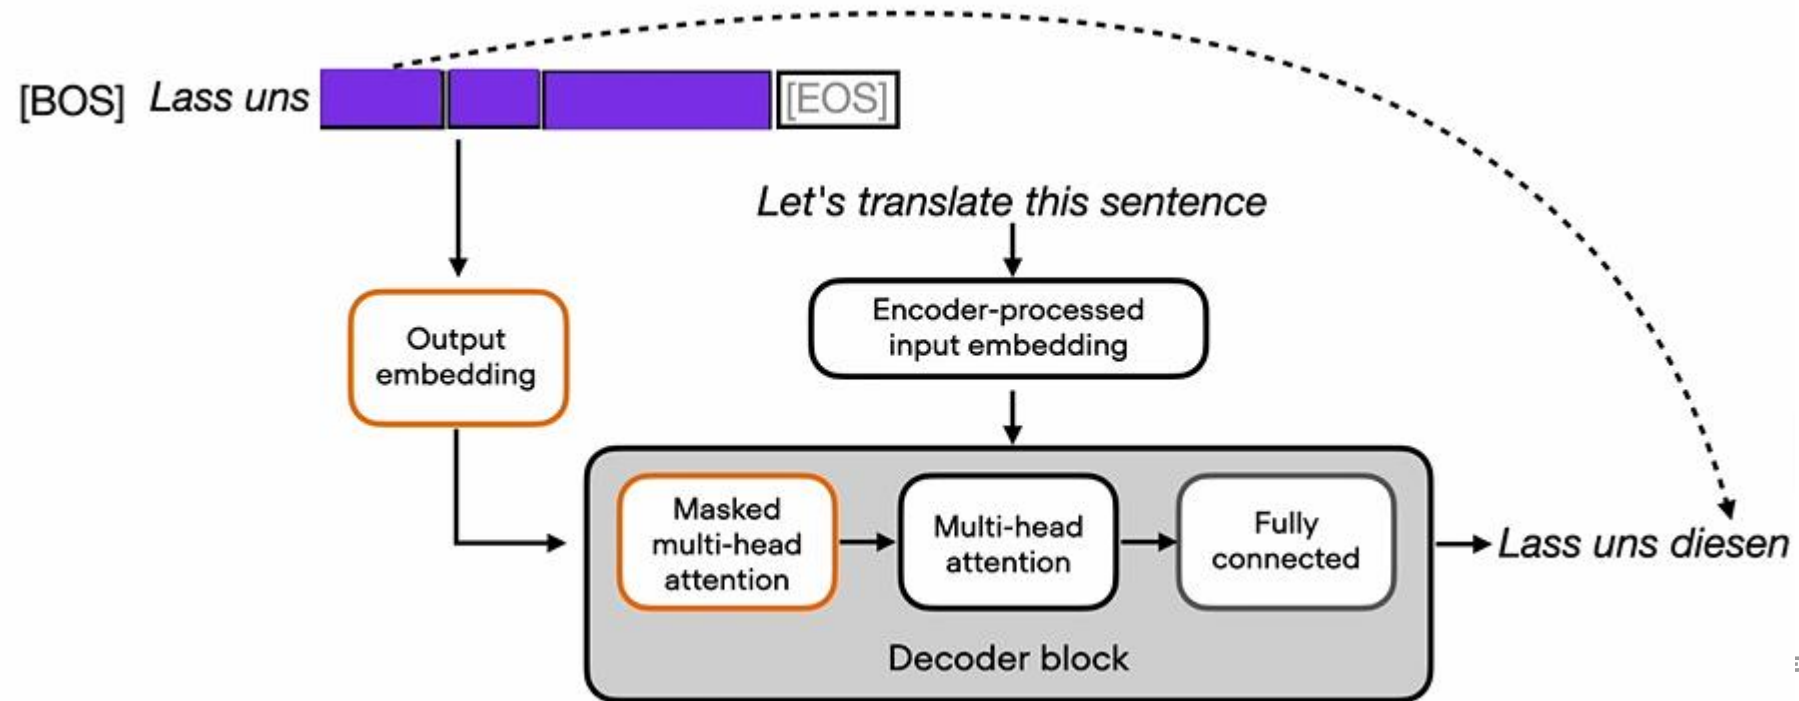 [BOS] Lass uns [EOS]
Let's translate this sentence
Output
embedding
Encoder-processed
input embedding
Masked
multi-head
attention
Multi-head
attention
Fully
connected
Lass uns diesen
Decoder block